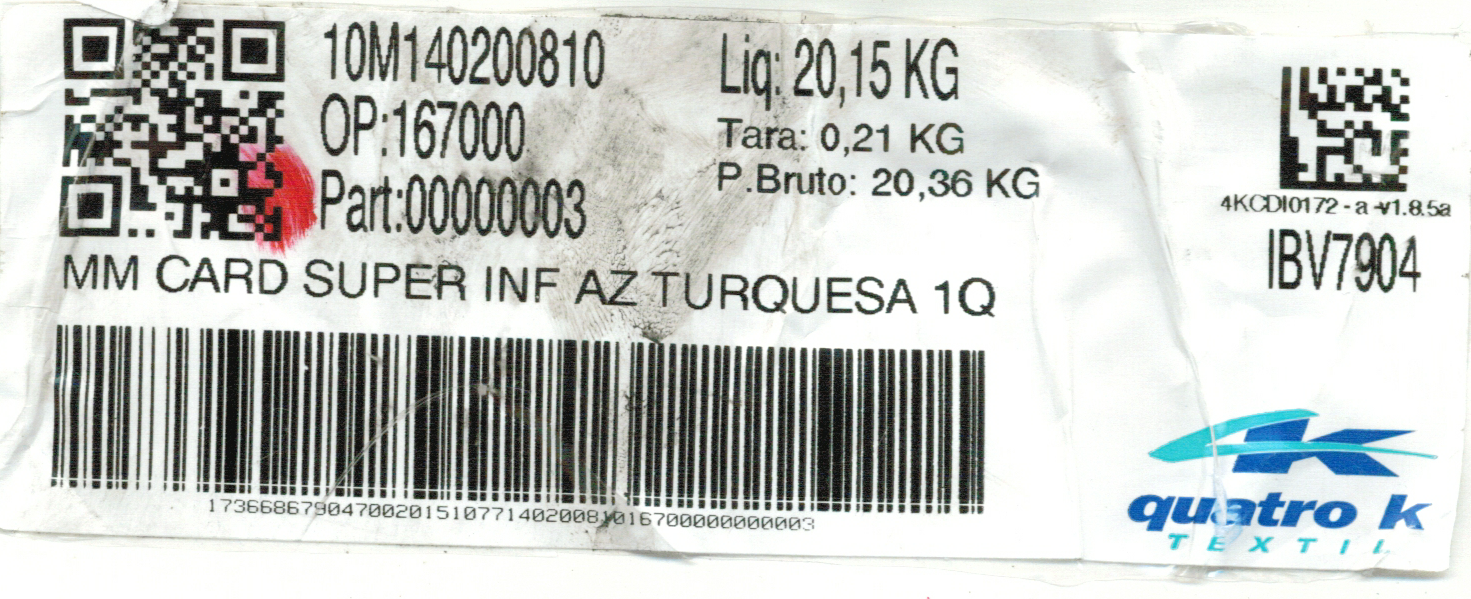 10M140200810
OP:167000
Part:00000003
Liq: 20,15 KG
Tara: 0,21 KG
P.Bruto: 20,36 KG
4KCDI0172 - a -v1.8.5a
IBV7904
MM CARD SUPER INF AZ TURQUESA 1Q
1736686790470020151077140200810167000000000003
quatro k
TEXTIL